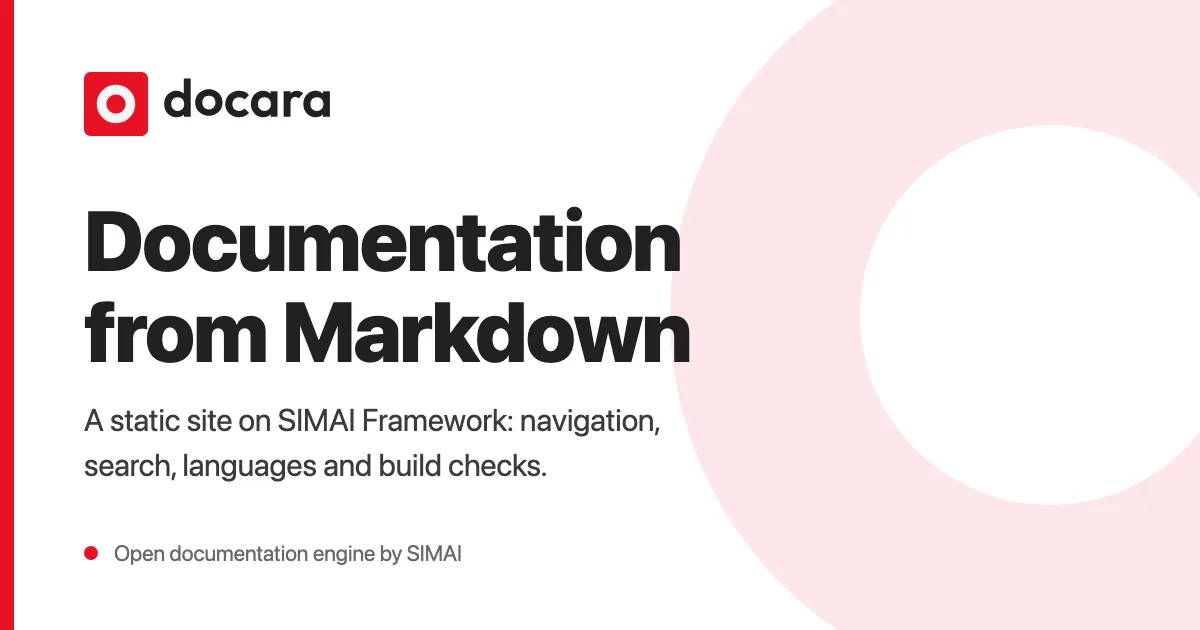 docara
Documentation
from Markdown
A static site on SIMAI Framework: navigation,
search, languages and build checks.
Open documentation engine by SIMAI